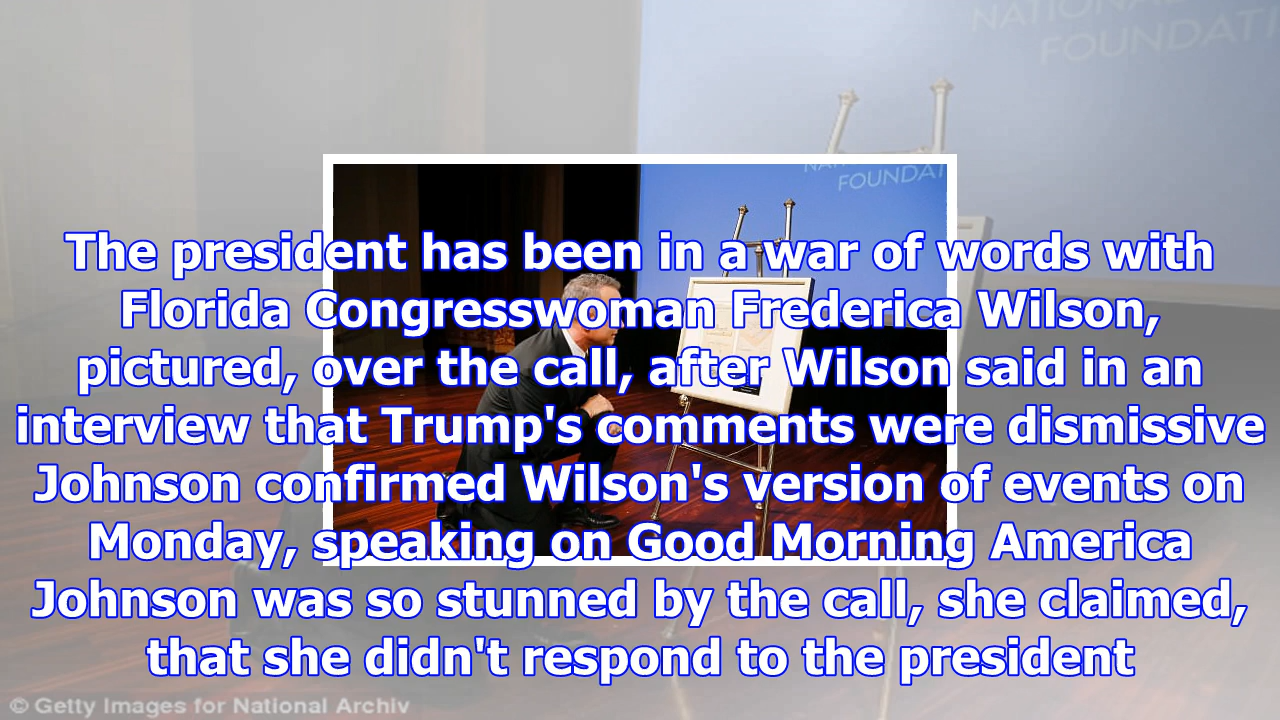 NATIONAL
FOUNDATI
FOUNDAT
The president has been in a war of words with
Florida Congresswoman Frederica Wilson,
pictured, over the call, after Wilson said in an
interview that Trump's comments were dismissive
Johnson confirmed Wilson's version of events on
Monday, speaking on Good Morning America
Johnson was so stunned by the call, she claimed,
that she didn't respond to the president
© Getty Images for National Archiv